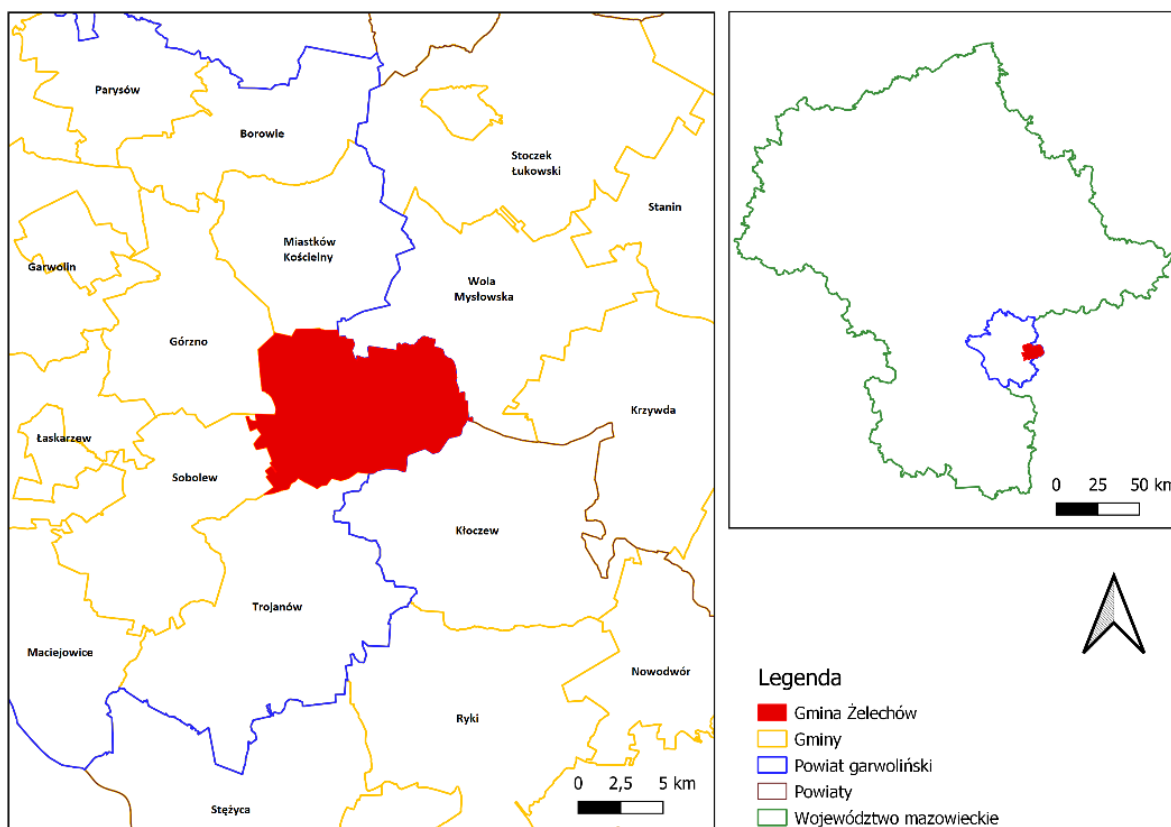 Parysów
Borowie
Stoczek
Łukowski
Stanin
Miastków
Kościelny
Garwolin
Wola
Mysłowska
Górzno
Krzywda
Łaskarzew
Sobolew
Kłoczew
Trojanów
Maciejowice
Nowodwór
Ryki
Stężyca
0 2,5 5 km
0 25 50 km
Legenda
Gmina Żelechów
Gminy
Powiat garwoliński
Powiaty
Województwo mazowieckie